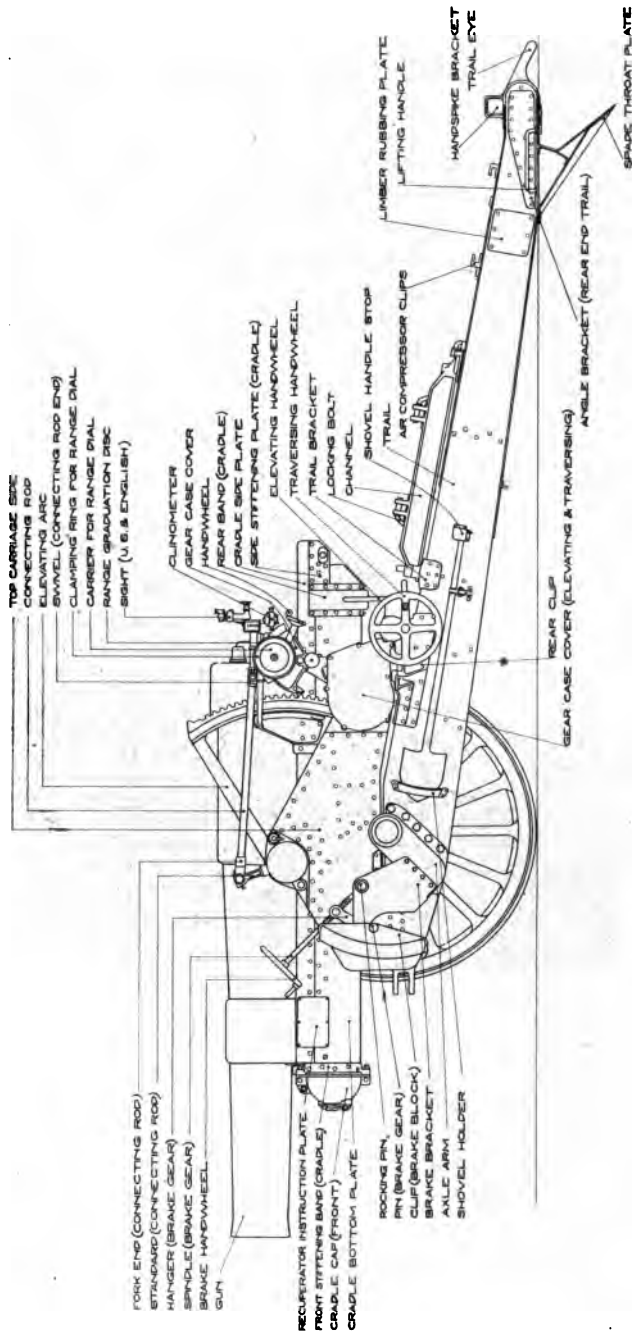 TOP CARRIAGE SIDE
CONNECTING ROD
ELEVATING ARC
SWIVEL (CONNECTING ROD END)
CLAMPING RING FOR RANGE DIAL
CARRIER FOR RANGE DIAL
RANGE GRADUATION DISC
SIGHT (U.S. & ENGLISH)
CLINOMETER
GEAR CASE COVER
HANDWHEEL
REAR BAND (CRADLE)
CRADLE SIDE PLATE
SIDE STIFFENING PLATE (CRADLE)
ELEVATING HANDWHEEL
TRAVERSING HANDWHEEL
TRAIL BRACKET
LOCKING BOLT
CHANNEL
SHOVEL HANDLE STOP
TRAIL
AIR COMPRESSOR CLIPS
LIMBER RUBBING PLATE
LIFTING HANDLE
HANDSPIKE BRACKET
TRAIL EYE
FORK END (CONNECTING ROD)
STANDARD (CONNECTING ROD)
HANGER (BRAKE GEAR)
SPINDLE (BRAKE GEAR)
BRAKE HANDWHEEL
GUN
RECUPERATOR INSTRUCTION PLATE
FRONT STIFFENING BAND (CRADLE)
CRADLE CAP (FRONT)
CRADLE BOTTOM PLATE
ROCKING PIN
PIN (BRAKE GEAR)
CLIP (BRAKE BLOCK)
BRAKE BRACKET
AXLE ARM
SHOVEL HOLDER
REAR CLIP
GEAR CASE COVER (ELEVATING & TRAVERSING)
ANGLE BRACKET (REAR END TRAIL)
SPADE THROAT PLATE